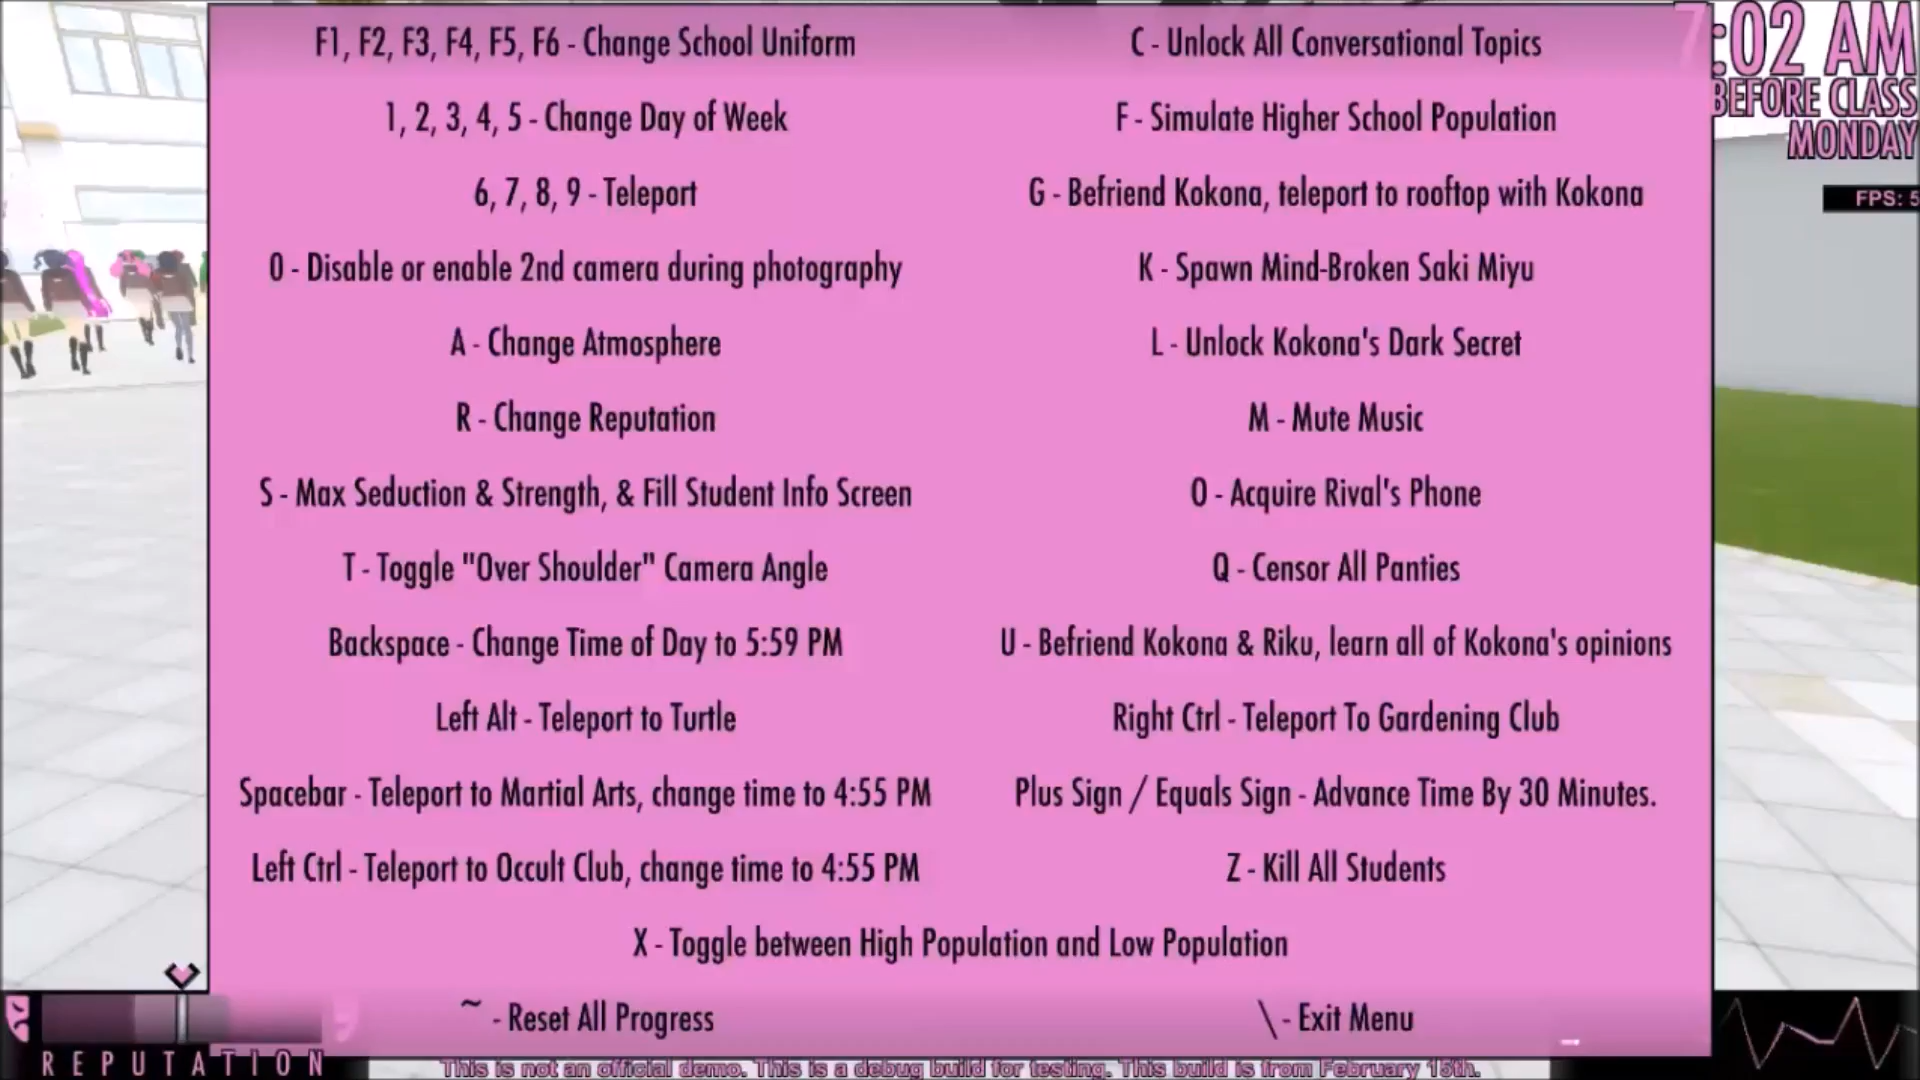 F1, F2, F3, F4, F5, F6 - Change School Uniform
C - Unlock All Conversational Topics
7:02 AM
BEFORE CLASS
MONDAY
1, 2, 3, 4, 5 - Change Day of Week
F - Simulate Higher School Population
6, 7, 8, 9 - Teleport
G - Befriend Kokona, teleport to rooftop with Kokona
FPS: 5
0 - Disable or enable 2nd camera during photography
K - Spawn Mind-Broken Saki Miyu
A - Change Atmosphere
L - Unlock Kokona's Dark Secret
R - Change Reputation
M - Mute Music
S - Max Seduction & Strength, & Fill Student Info Screen
O - Acquire Rival's Phone
T - Toggle "Over Shoulder" Camera Angle
Q - Censor All Panties
Backspace - Change Time of Day to 5:59 PM
U - Befriend Kokona & Riku, learn all of Kokona's opinions
Left Alt - Teleport to Turtle
Right Ctrl - Teleport To Gardening Club
Spacebar - Teleport to Martial Arts, change time to 4:55 PM
Plus Sign / Equals Sign - Advance Time By 30 Minutes.
Left Ctrl - Teleport to Occult Club, change time to 4:55 PM
Z - Kill All Students
X - Toggle between High Population and Low Population
~ - Reset All Progress
\ - Exit Menu
REPUTATION
This is not an official demo. This is a debug build for testing. This build is from February 15th.